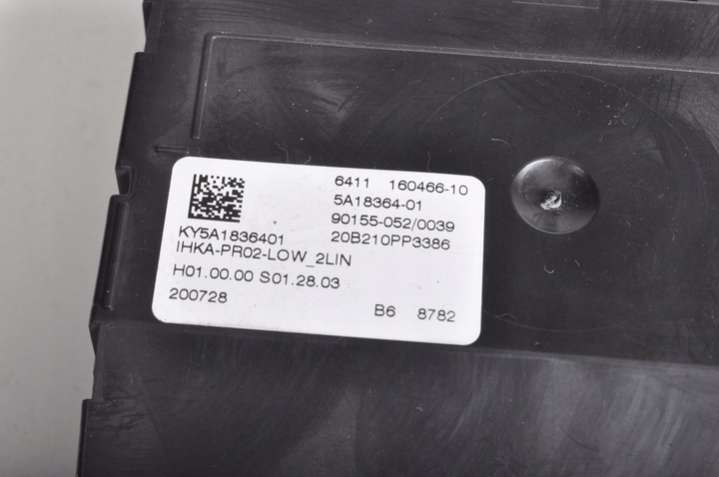 6411 160466-10
5A18364-01
90155-052/0039
20B210PP3386
KY5A1836401
IHKA-PR02-LOW_2LIN
H01.00.00 S01.28.03
200728
B6 8782